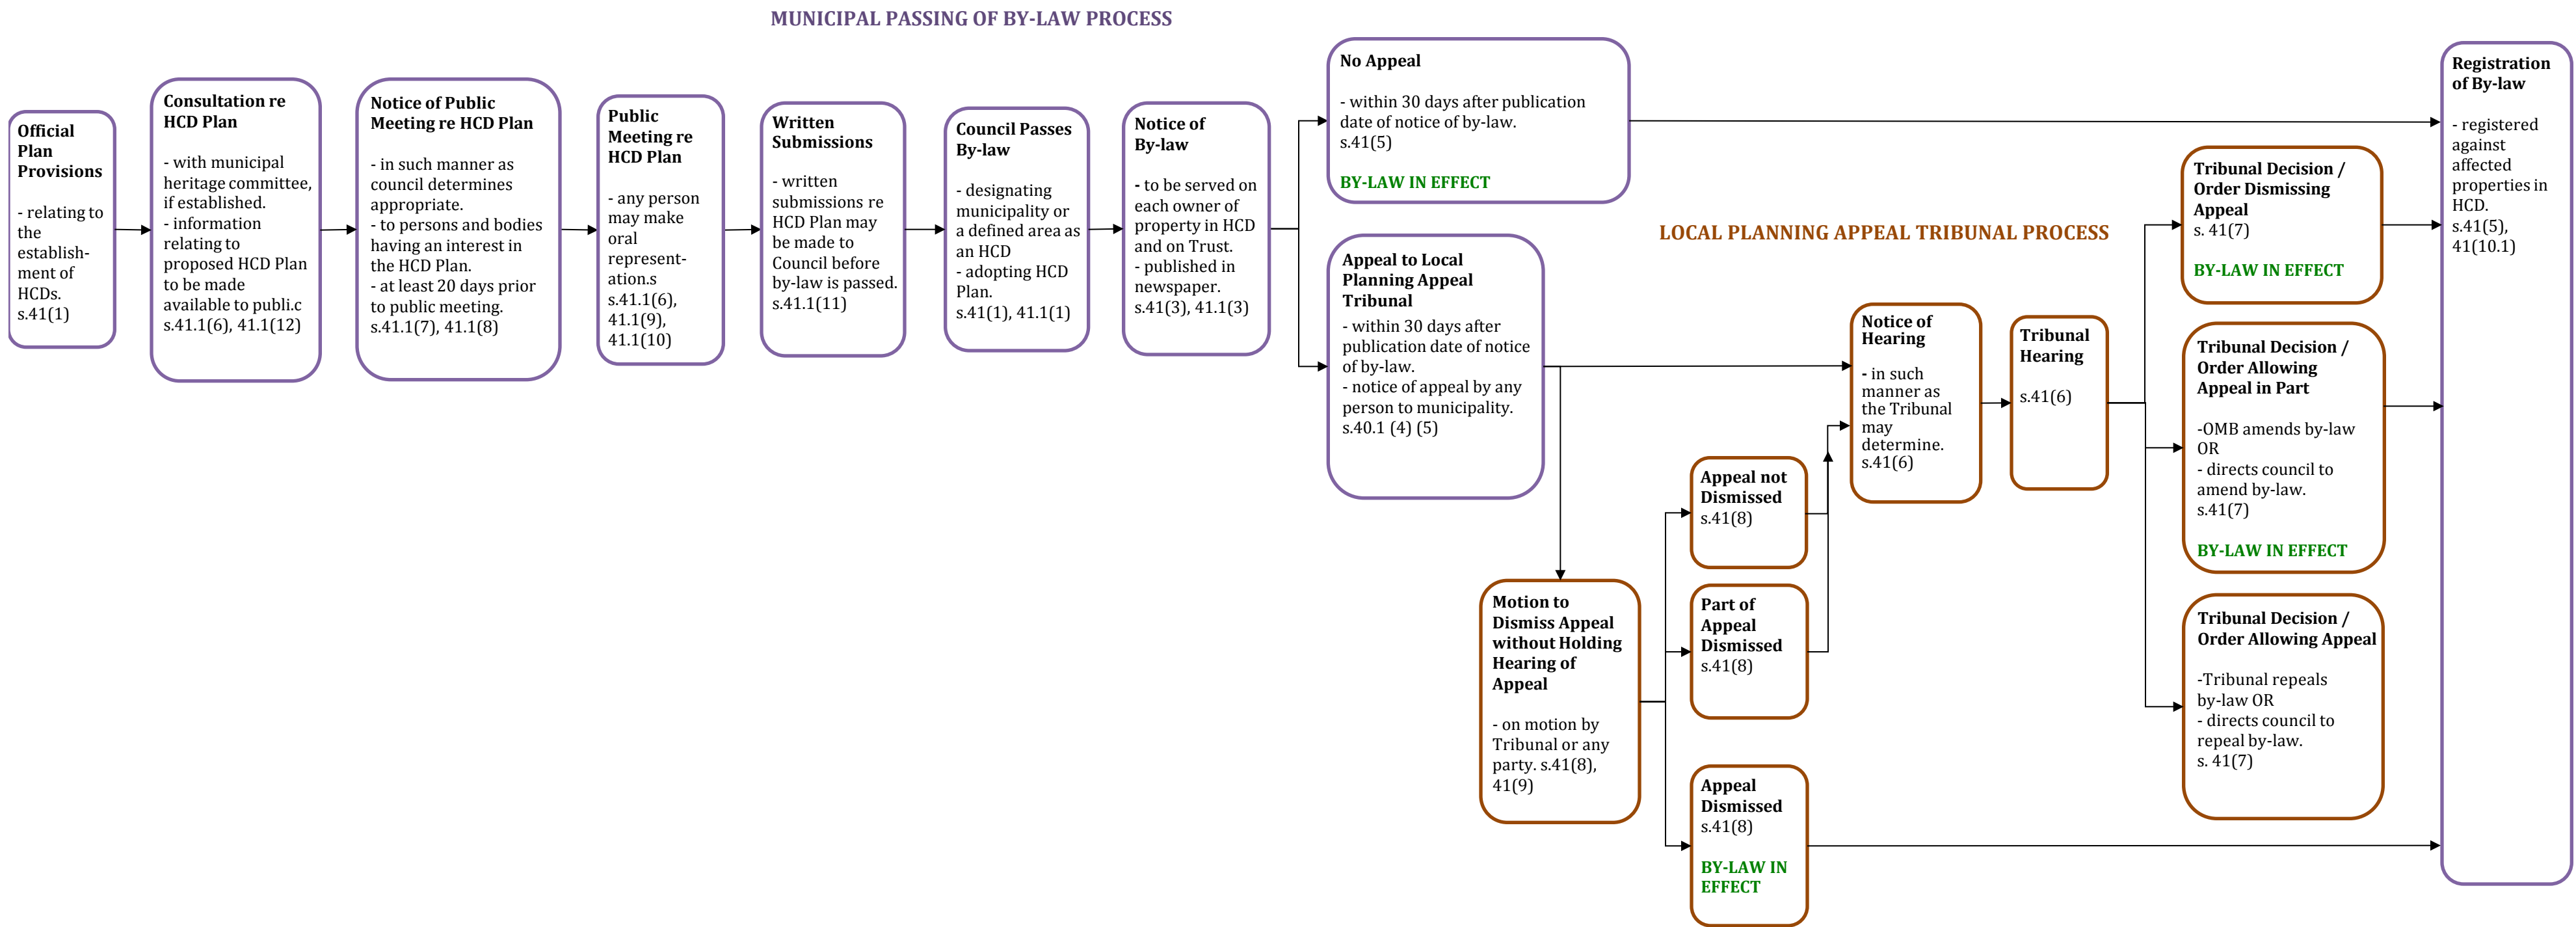 MUNICIPAL PASSING OF BY-LAW PROCESS
Official
Plan
Provisions
- relating to
the
establish-
ment of
HCDs.
s.41(1)
Consultation re
HCD Plan
- with municipal
heritage committee,
if established.
- information
relating to
proposed HCD Plan
to be made
available to publi.c
s.41.1(6), 41.1(12)
Notice of Public
Meeting re HCD Plan
- in such manner as
council determines
appropriate.
- to persons and bodies
having an interest in
the HCD Plan.
- at least 20 days prior
to public meeting.
s.41.1(7), 41.1(8)
Public
Meeting re
HCD Plan
- any person
may make
oral
represent-
ation.s
s.41.1(6),
41.1(9),
41.1(10)
Written
Submissions
- written
submissions re
HCD Plan may
be made to
Council before
by-law is passed.
s.41.1(11)
Council Passes
By-law
- designating
municipality or
a defined area as
an HCD
- adopting HCD
Plan.
s.41(1), 41.1(1)
Notice of
By-law
- to be served on
each owner of
property in HCD
and on Trust.
- published in
newspaper.
s.41(3), 41.1(3)
No Appeal
- within 30 days after publication
date of notice of by-law.
s.41(5)
BY-LAW IN EFFECT
Appeal to Local
Planning Appeal
Tribunal
- within 30 days after
publication date of notice
of by-law.
- notice of appeal by any
person to municipality.
s.40.1 (4) (5)
LOCAL PLANNING APPEAL TRIBUNAL PROCESS
Motion to
Dismiss Appeal
without Holding
Hearing of
Appeal
- on motion by
Tribunal or any
party. s.41(8),
41(9)
Appeal not
Dismissed
s.41(8)
Part of
Appeal
Dismissed
s.41(8)
Appeal
Dismissed
s.41(8)
BY-LAW IN
EFFECT
Notice of
Hearing
- in such
manner as
the Tribunal
may
determine.
s.41(6)
Tribunal
Hearing
s.41(6)
Tribunal Decision /
Order Dismissing
Appeal
s. 41(7)
BY-LAW IN EFFECT
Tribunal Decision /
Order Allowing
Appeal in Part
-OMB amends by-law
OR
- directs council to
amend by-law.
s.41(7)
BY-LAW IN EFFECT
Tribunal Decision /
Order Allowing Appeal
-Tribunal repeals
by-law OR
- directs council to
repeal by-law.
s. 41(7)
Registration
of By-law
- registered
against
affected
properties in
HCD.
s.41(5),
41(10.1)